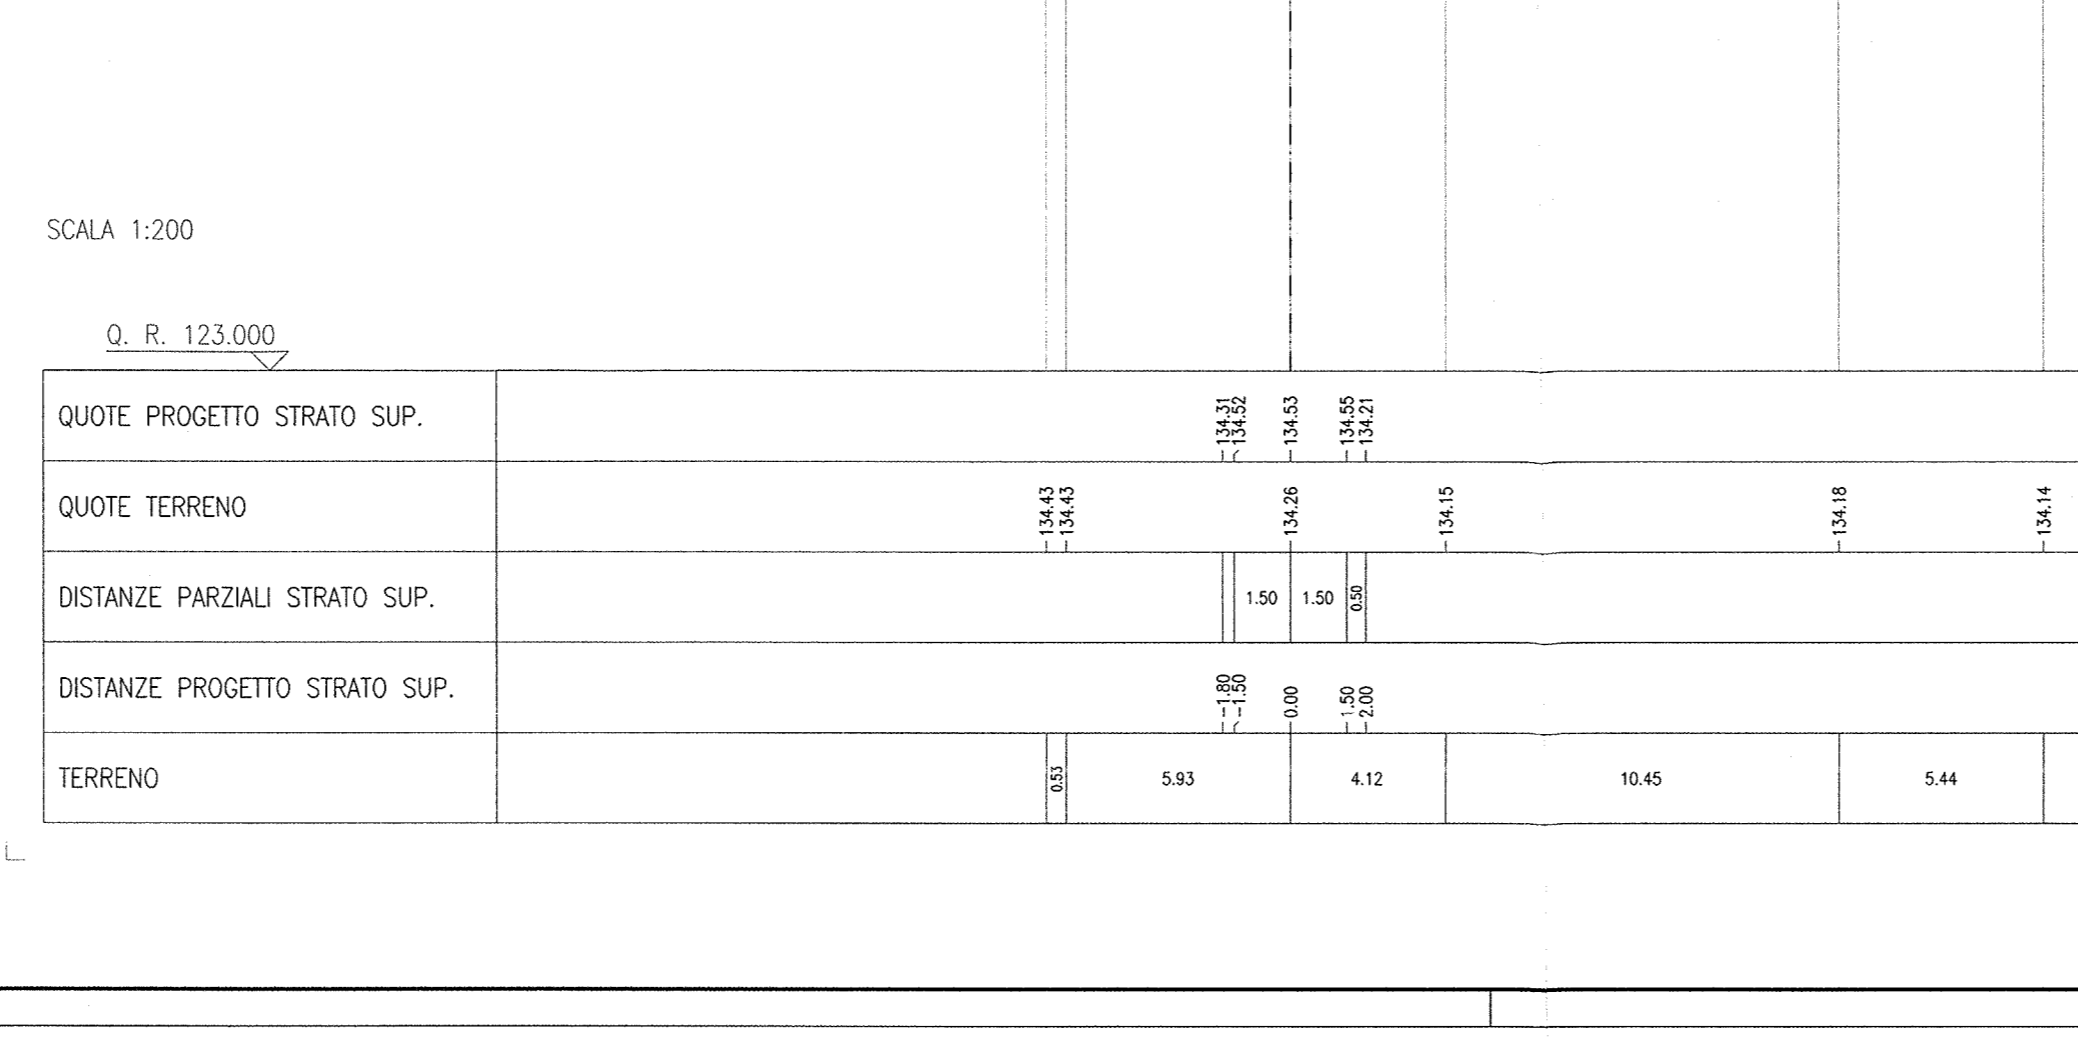 SCALA 1:200
Q. R. 123.000
QUOTE PROGETTO STRATO SUP. 134.31 134.52 134.53 134.55 134.21
QUOTE TERRENO 134.43 134.43 134.26 134.15 134.18 134.14
DISTANZE PARZIALI STRATO SUP. 1.50 1.50 0.50
DISTANZE PROGETTO STRATO SUP. -1.80 -1.50 0.00 1.50 2.00
TERRENO 0.53 5.93 4.12 10.45 5.44